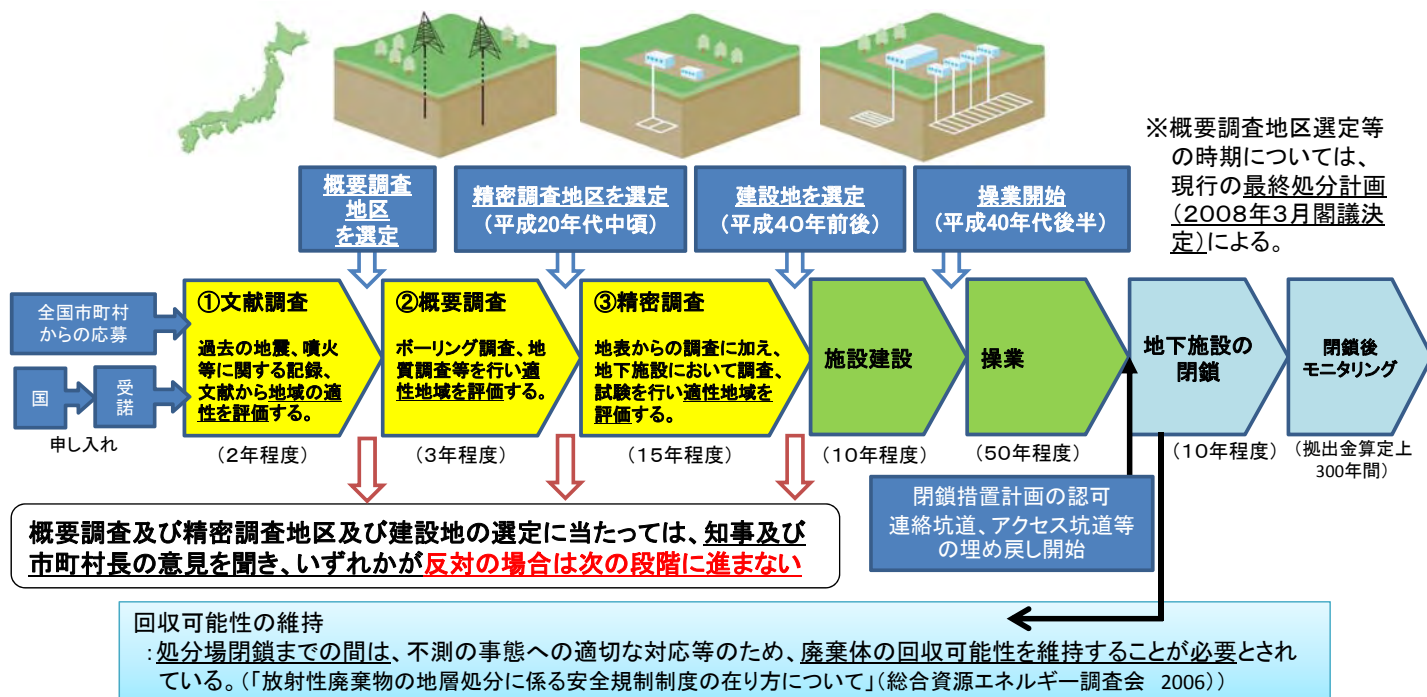 ※概要調査地区選定等
の時期については、
現行の最終処分計画
(2008年3月閣議決
定)による。
概要調査
地区
を選定
精密調査地区を選定
(平成20年代中頃)
建設地を選定
(平成40年前後)
操業開始
(平成40年代後半)
全国市町村
からの応募
国
受
諾
申し入れ
①文献調査
過去の地震、噴火
等に関する記録、
文献から地域の適
性を評価する。
(2年程度)
②概要調査
ボーリング調査、地
質調査等を行い適
性地域を評価する。
(3年程度)
③精密調査
地表からの調査に加え、
地下施設において調査、
試験を行い適性地域を
評価する。
(15年程度)
施設建設
(10年程度)
操業
(50年程度)
地下施設の
閉鎖
(10年程度)
閉鎖後
モニタリング
(拠出金算定上
300年間)
閉鎖措置計画の認可
連絡坑道、アクセス坑道等
の埋め戻し開始
概要調査及び精密調査地区及び建設地の選定に当たっては、知事及び
市町村長の意見を聞き、いずれかが反対の場合は次の段階に進まない
回収可能性の維持
:処分場閉鎖までの間は、不測の事態への適切な対応等のため、廃棄体の回収可能性を維持することが必要とされ
ている。(「放射性廃棄物の地層処分に係る安全規制制度の在り方について」(総合資源エネルギー調査会 2006))